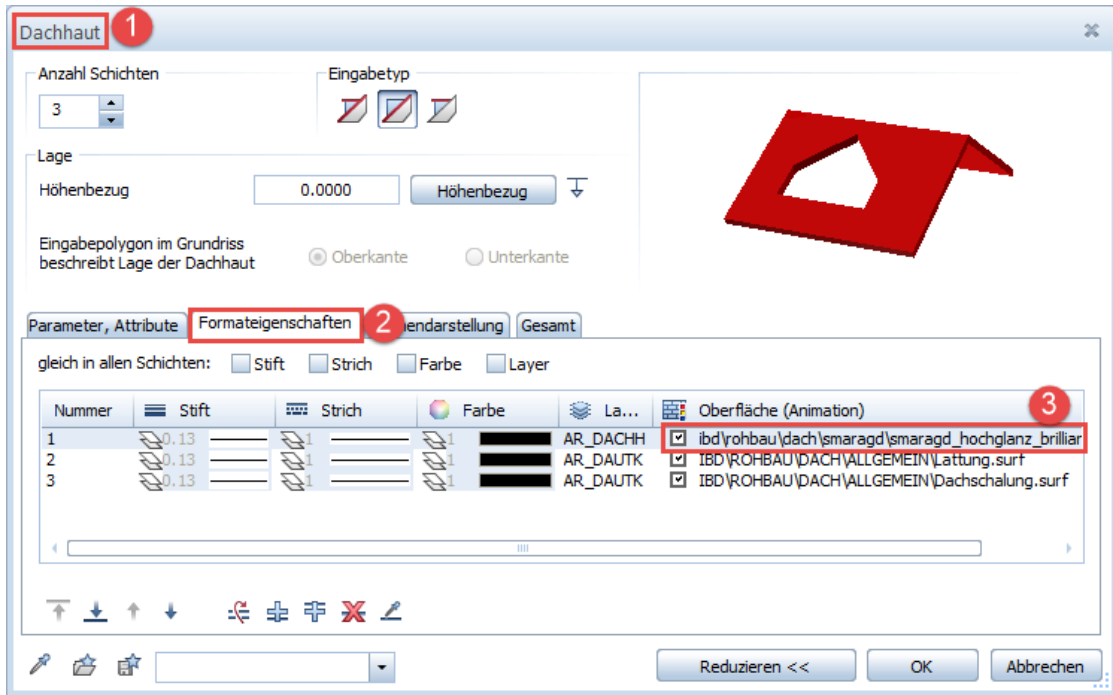 Dachhaut 1
Anzahl Schichten Eingabetyp
3
Lage
Höhenbezug 0.0000 Höhenbezug
Eingabepolygon im Grundriss
beschreibt Lage der Dachhaut
Oberkante Unterkante
Parameter, Attribute Formateigenschaften 2 endarstellung Gesamt
gleich in allen Schichten: Stift Strich Farbe Layer
3
Nummer Stift Strich Farbe La... Oberfläche (Animation)
1 0.13 1 1 AR_DACHH ibd\rohbau\dach\smaragd\smaragd_hochglanz_brilliar
2 0.13 1 1 AR_DAUTK IBD\ROHBAU\DACH\ALLGEMEIN\Lattung.surf
3 0.13 1 1 AR_DAUTK IBD\ROHBAU\DACH\ALLGEMEIN\Dachschalung.surf
Reduzieren << OK Abbrechen